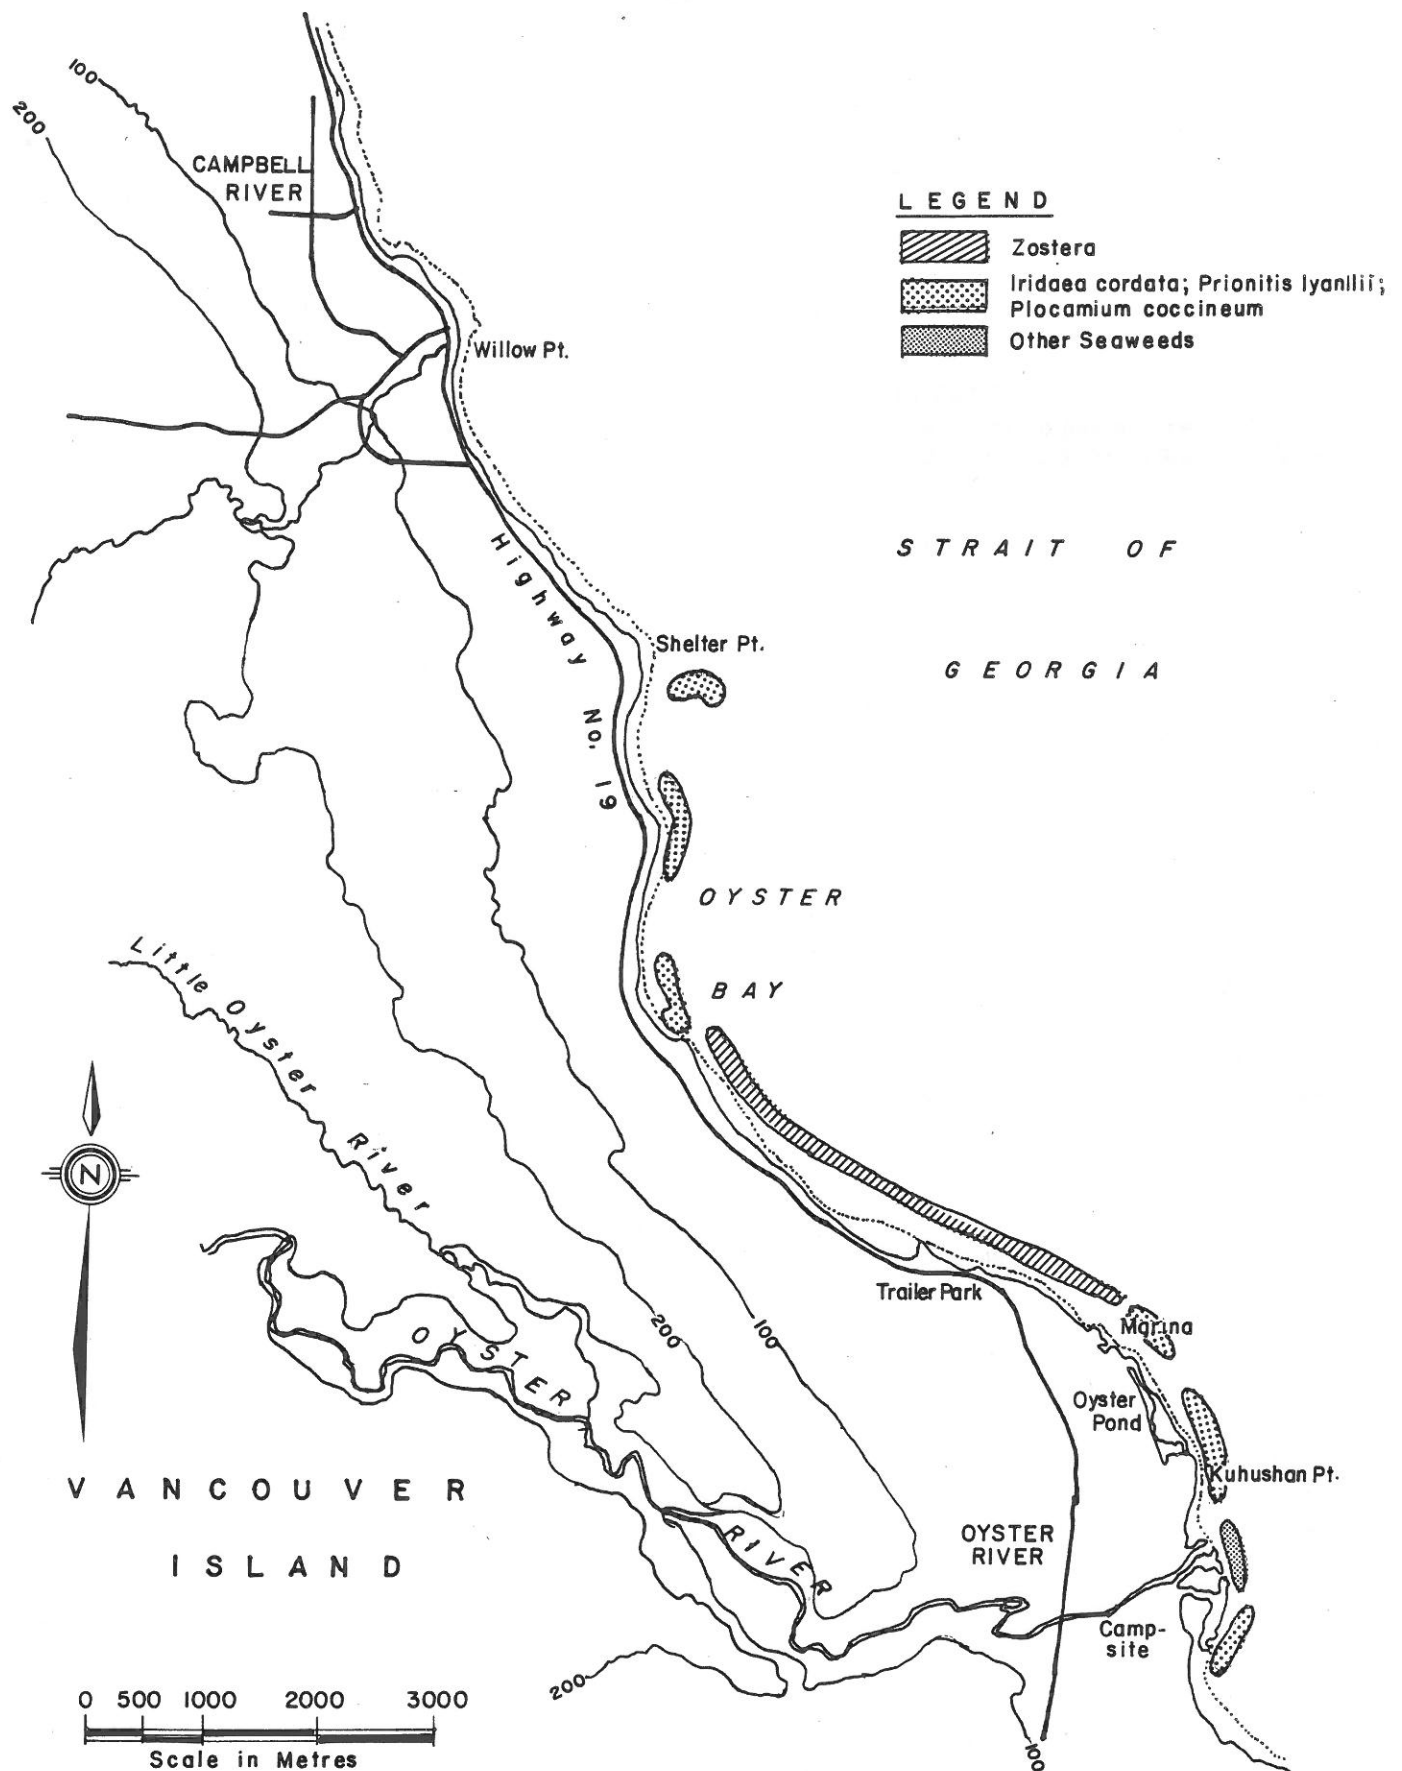 100
200
CAMPBELL
RIVER
LEGEND
Zostera
Iridaea cordata; Prionitis lyanllii;
Plocamium coccineum
Other Seaweeds
Willow Pt.
STRAIT OF
GEORGIA
Highway No. 19
Shelter Pt.
OYSTER
BAY
Little Oyster River
N
Trailer Park
Marina
200
100
OYSTER
RIVER
Oyster
Pond
Kuhushan Pt.
VANCOUVER
ISLAND
OYSTER
RIVER
Camp-
site
200
100
0 500 1000 2000 3000
Scale in Metres